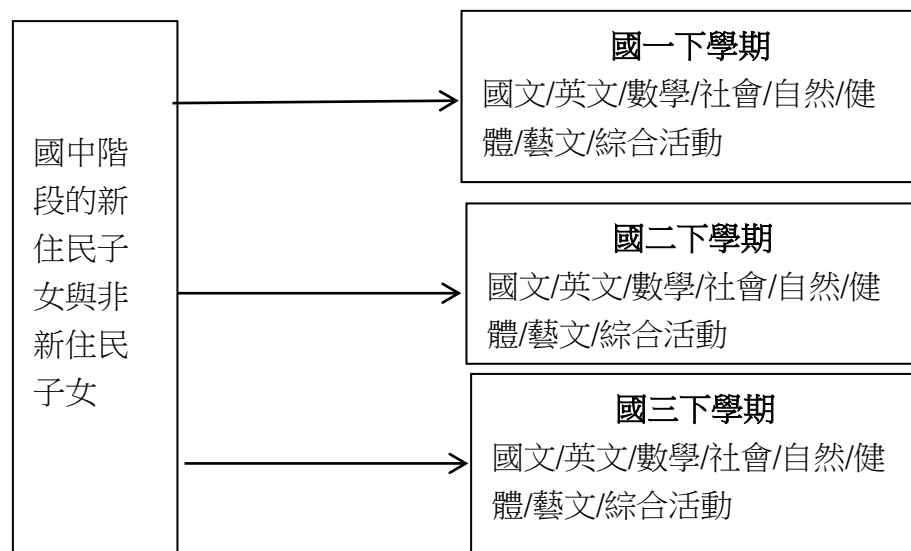 國中階
段的新
住民子
女與非
新住民
子女
國一下學期
國文/英文/數學/社會/自然/健
體/藝文/綜合活動
國二下學期
國文/英文/數學/社會/自然/健
體/藝文/綜合活動
國三下學期
國文/英文/數學/社會/自然/健
體/藝文/綜合活動